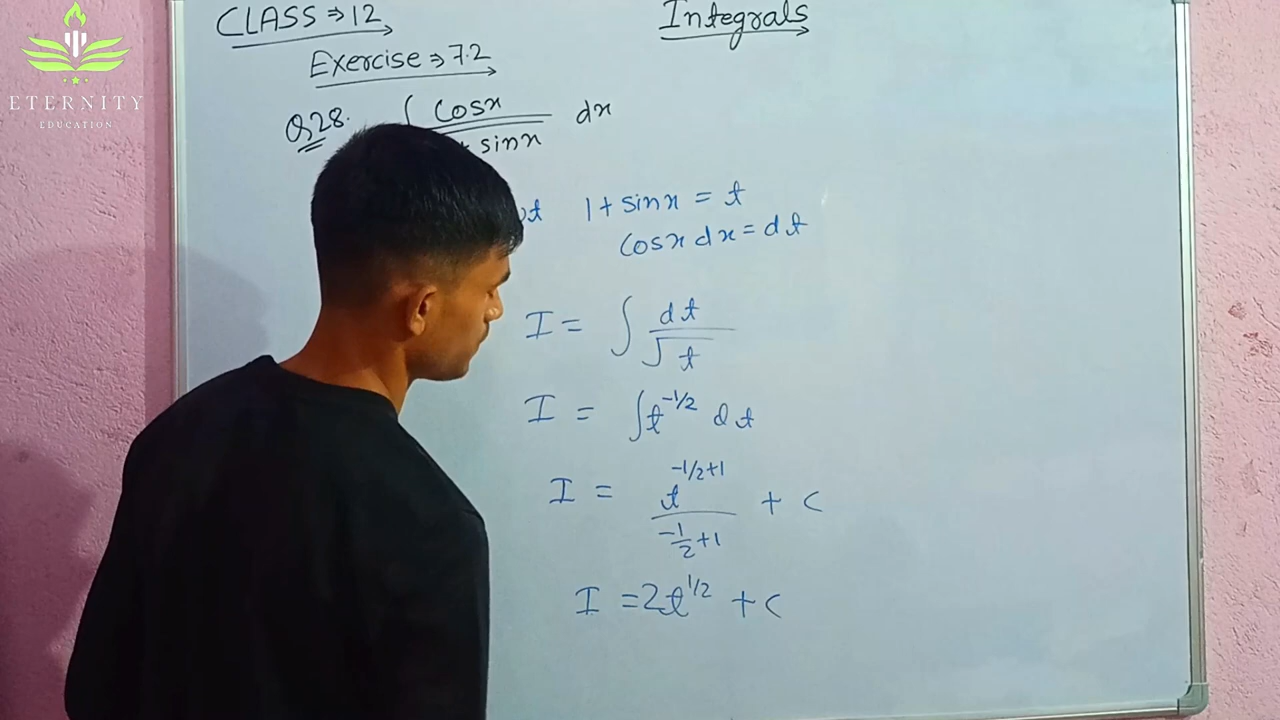 ETERNITY
EDUCATION
CLASS ⇒ 12
Integrals
Exercise ⇒ 7.2
Q28. ∫ cosx / + sinx dx
1 + sinx = t
cosx dx = dt
I = ∫ dt / √t
I = ∫ t^-1/2 dt
I = t^-1/2+1 / -1/2+1 + c
I = 2t^1/2 + c